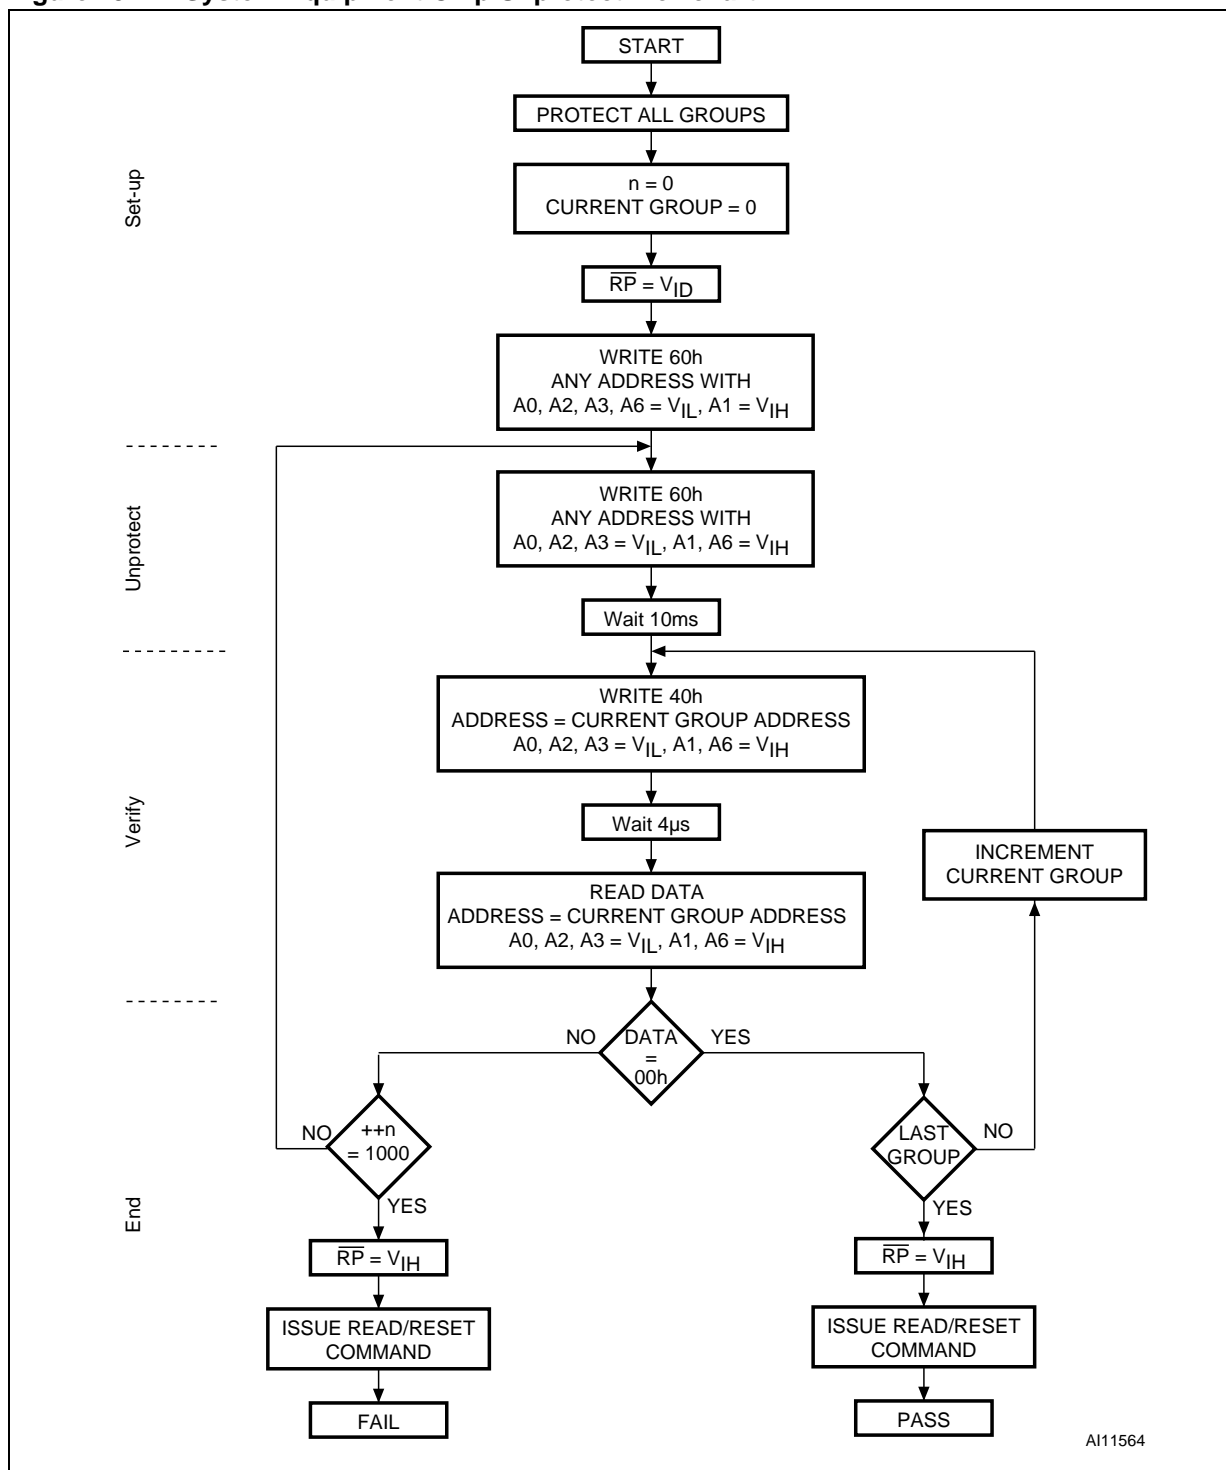 START
PROTECT ALL GROUPS
n = 0
CURRENT GROUP = 0
Set-up
RP = VID
WRITE 60h
ANY ADDRESS WITH
A0, A2, A3, A6 = VIL, A1 = VIH
WRITE 60h
ANY ADDRESS WITH
A0, A2, A3 = VIL, A1, A6 = VIH
Unprotect
Wait 10ms
WRITE 40h
ADDRESS = CURRENT GROUP ADDRESS
A0, A2, A3 = VIL, A1, A6 = VIH
Verify
Wait 4µs
INCREMENT
CURRENT GROUP
READ DATA
ADDRESS = CURRENT GROUP ADDRESS
A0, A2, A3 = VIL, A1, A6 = VIH
NO
DATA
=
00h
YES
NO
++n
= 1000
YES
LAST
GROUP
NO
YES
End
RP = VIH
RP = VIH
ISSUE READ/RESET
COMMAND
ISSUE READ/RESET
COMMAND
FAIL
PASS
AI11564